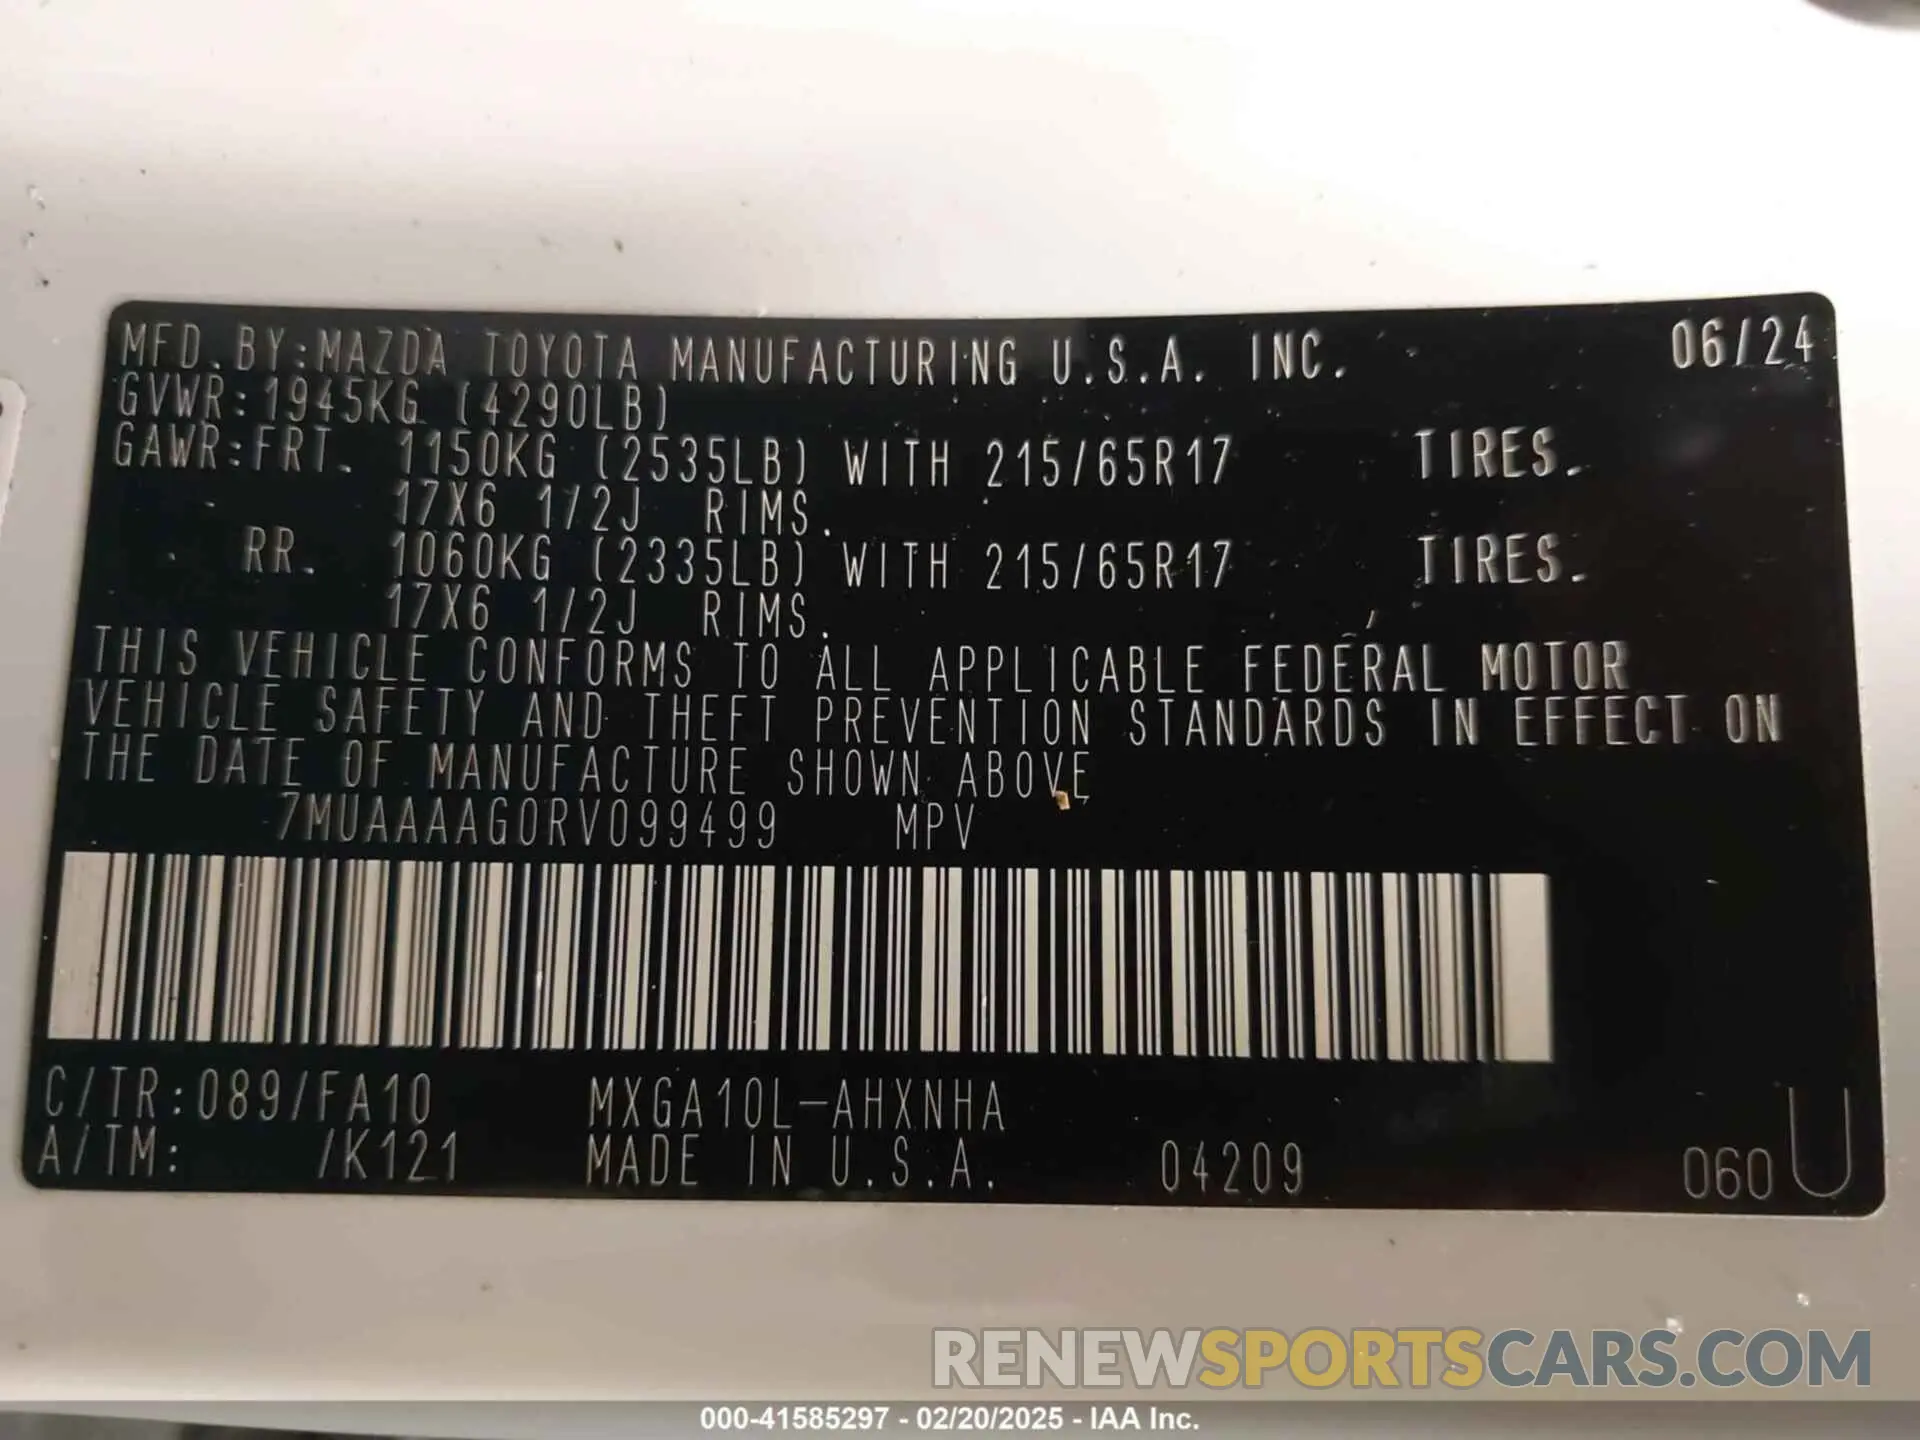 MFD. BY:MAZDA TOYOTA MANUFACTURING U.S.A. INC. 06/24
GVWR:1945KG (4290LB)
GAWR:FRT. 1150KG (2535LB) WITH 215/65R17 TIRES.
17X6 1/2J RIMS.
RR. 1060KG (2335LB) WITH 215/65R17 TIRES.
17X6 1/2J RIMS.
THIS VEHICLE CONFORMS TO ALL APPLICABLE FEDERAL MOTOR
VEHICLE SAFETY AND THEFT PREVENTION STANDARDS IN EFFECT ON
THE DATE OF MANUFACTURE SHOWN ABOVE
7MUAAAAG0RV099499 MPV
C/TR:089/FA10 MXGA10L-AHXNHA
A/TM: /K121 MADE IN U.S.A. 04209 060 U
RENEWSPORTSCARS.COM
000-41585297 - 02/20/2025 - IAA Inc.